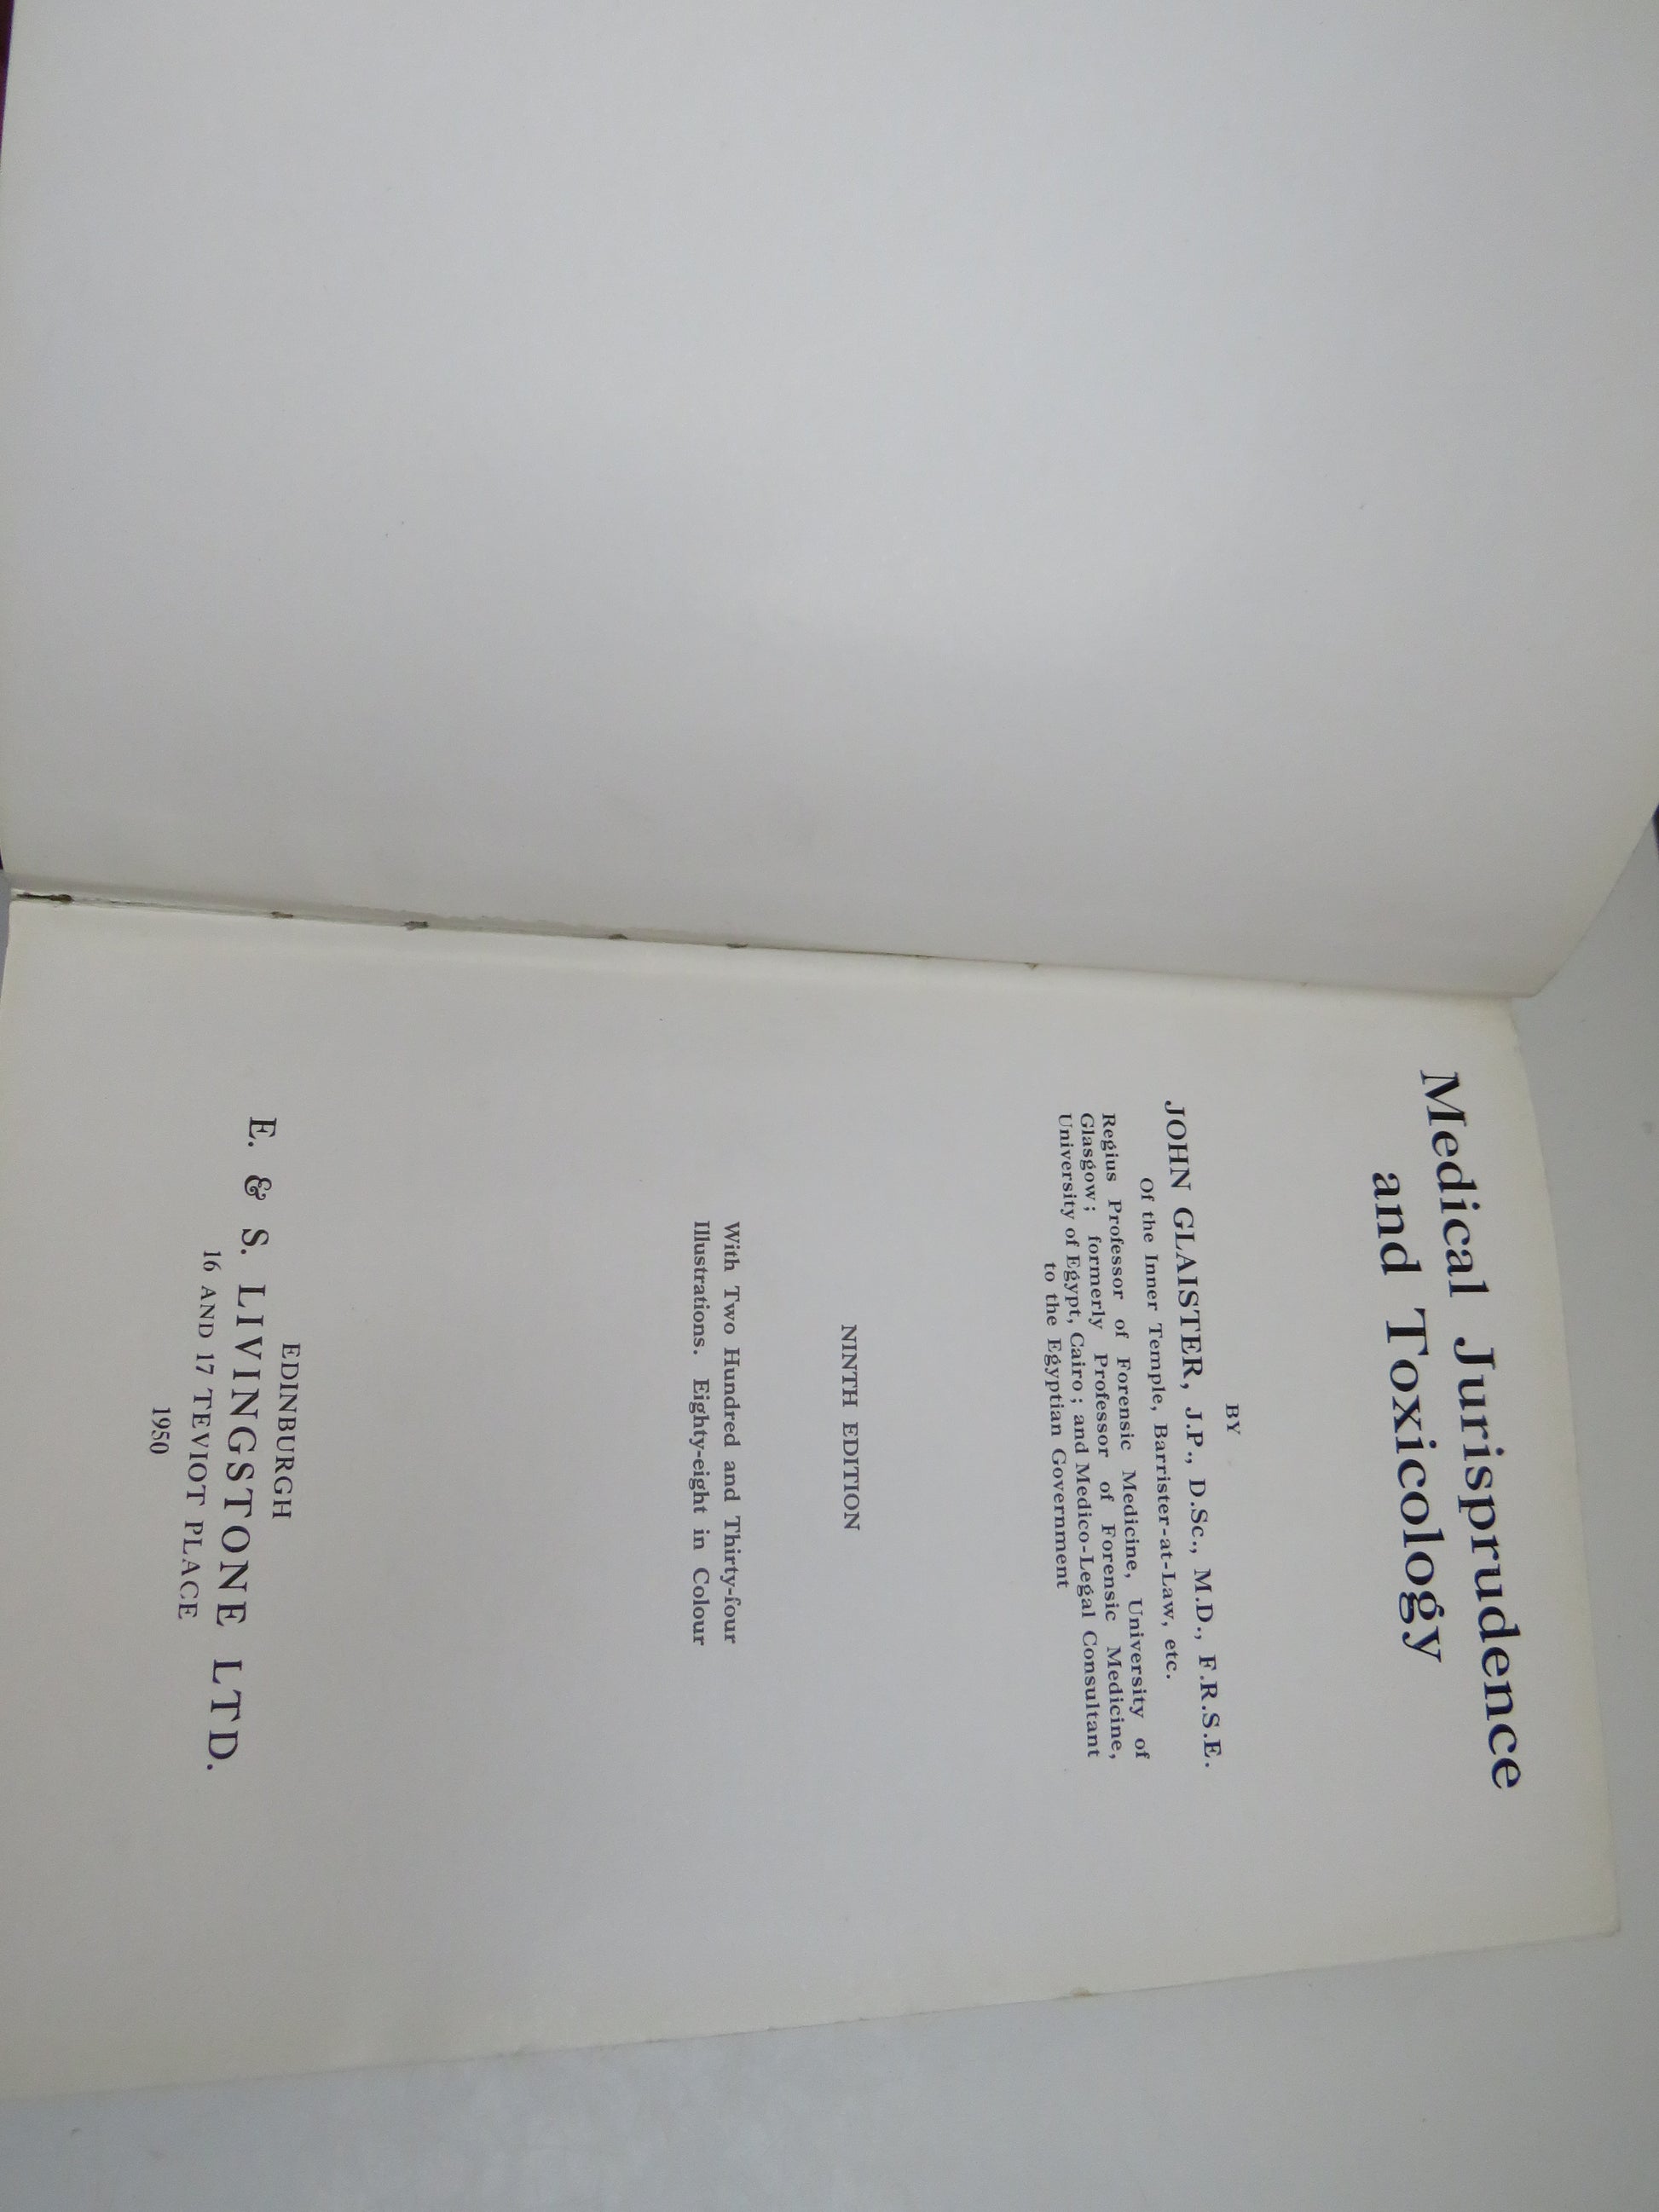 Medical Jurisprudence
and Toxicology
BY
JOHN GLAISTER, J.P., D.Sc., M.D., F.R.S.E.
Of the Inner Temple, Barrister-at-Law, etc.
Regius Professor of Forensic Medicine, University of
Glasgow; formerly Professor of Forensic Medicine,
University of Egypt, Cairo; and Medico-Legal Consultant
to the Egyptian Government
NINTH EDITION
With Two Hundred and Thirty-four
Illustrations. Eighty-eight in Colour
EDINBURGH
E. & S. LIVINGSTONE LTD.
16 AND 17 TEVIOT PLACE
1950